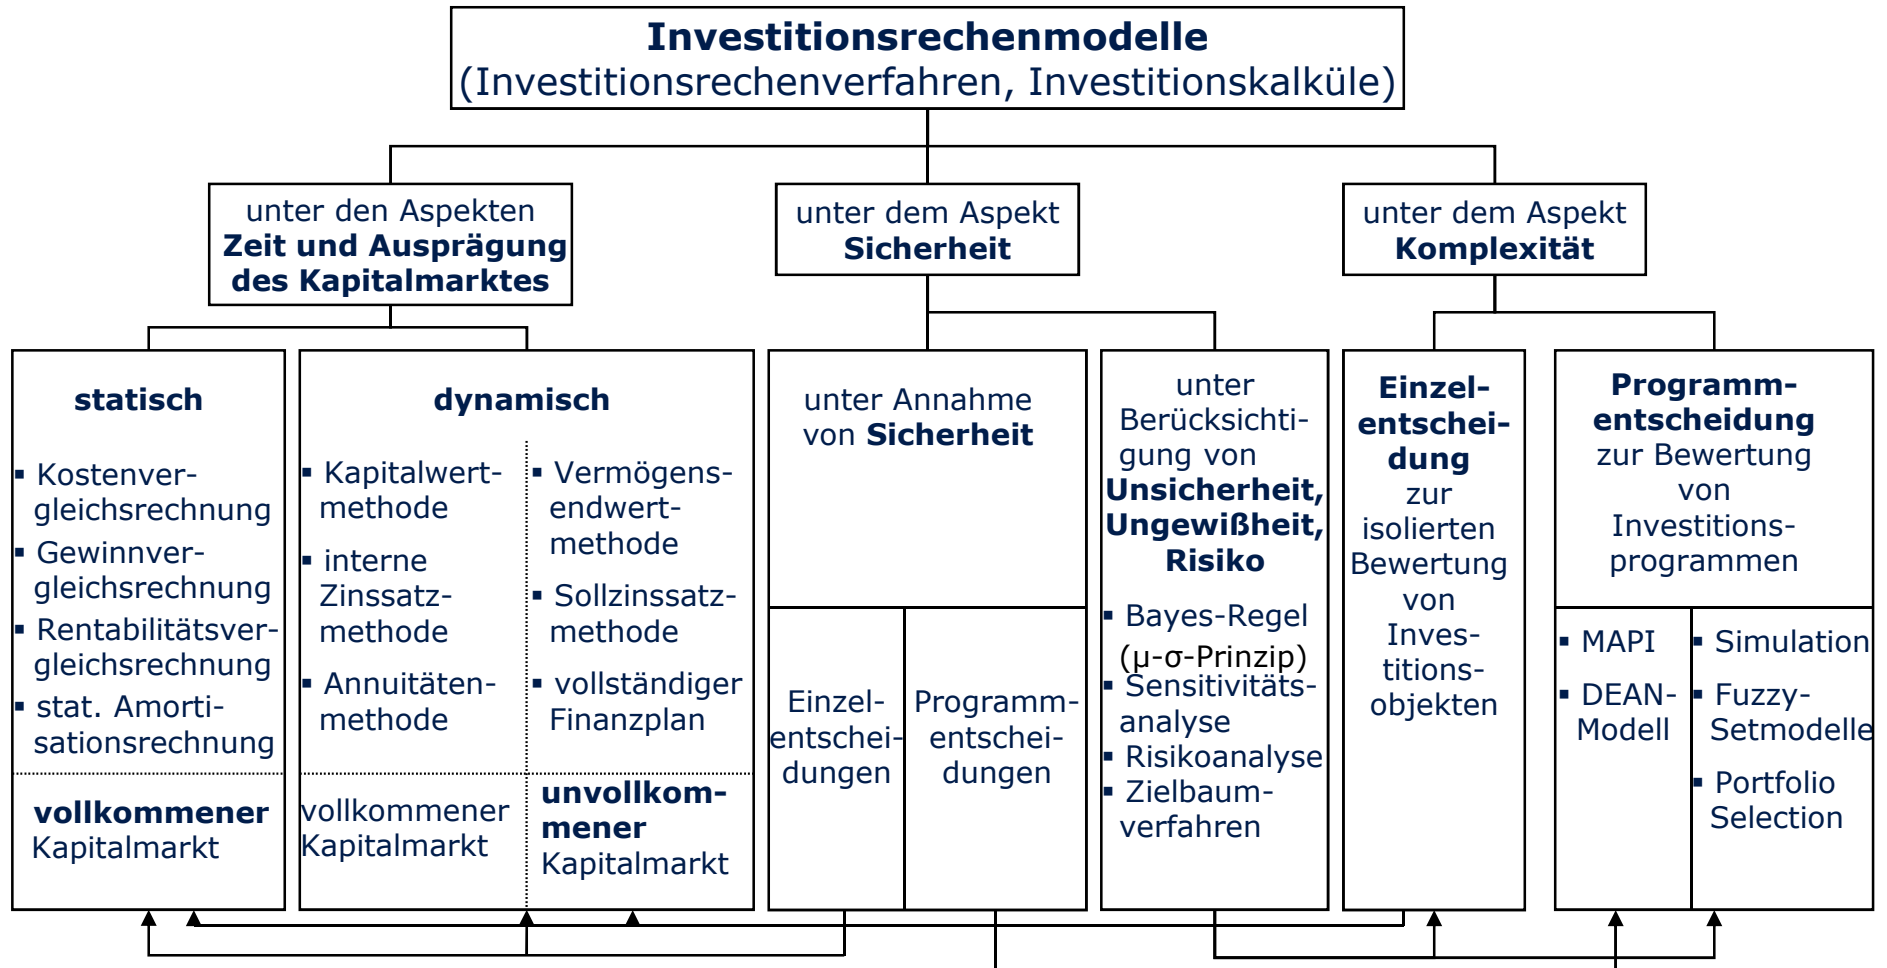 Investitionsrechenmodelle
(Investitionsrechenverfahren, Investitionskalküle)
unter den Aspekten
Zeit und Ausprägung
des Kapitalmarktes
unter dem Aspekt
Sicherheit
unter dem Aspekt
Komplexität
statisch
▪ Kostenver-
gleichsrechnung
▪ Gewinnver-
gleichsrechnung
▪ Rentabilitätsver-
gleichsrechnung
▪ stat. Amorti-
sationsrechnung
vollkommener
Kapitalmarkt
dynamisch
▪ Kapitalwert-
methode
▪ interne
Zinssatz-
methode
▪ Annuitäten-
methode
vollkommener
Kapitalmarkt
▪ Vermögens-
endwert-
methode
▪ Sollzinssatz-
methode
▪ vollständiger
Finanzplan
unvollkom-
mener
Kapitalmarkt
unter Annahme
von Sicherheit
Einzel-
entschei-
dungen
Programm-
entschei-
dungen
unter
Berücksichti-
gung von
Unsicherheit,
Ungewißheit,
Risiko
▪ Bayes-Regel
(μ-σ-Prinzip)
▪ Sensitivitäts-
analyse
▪ Risikoanalyse
▪ Zielbaum-
verfahren
Einzel-
entschei-
dung
zur
isolierten
Bewertung
von
Inves-
titions-
objekten
Programm-
entscheidung
zur Bewertung
von
Investitions-
programmen
▪ MAPI
▪ DEAN-
Modell
▪ Simulation
▪ Fuzzy-
Setmodelle
▪ Portfolio
Selection